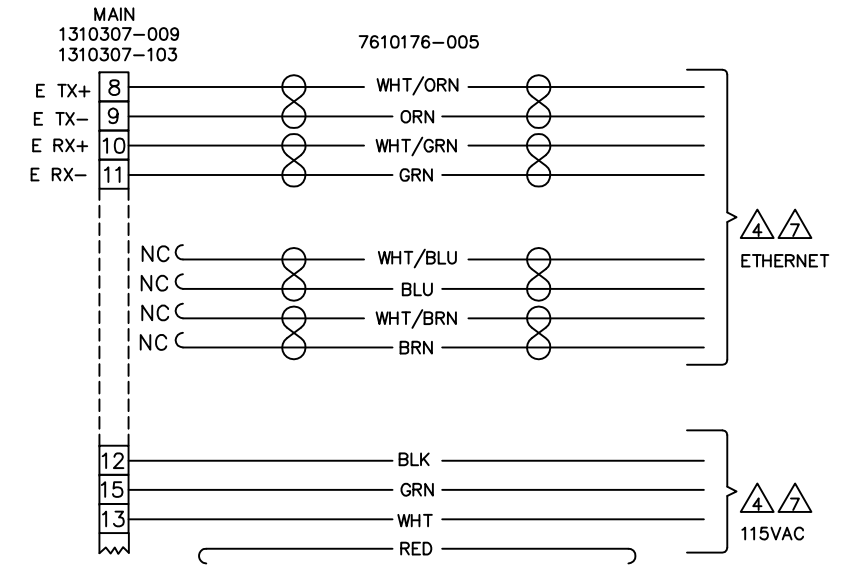 MAIN
1310307-009
1310307-103
7610176-005
E TX+ 8 WHT/ORN
E TX- 9 ORN
E RX+ 10 WHT/GRN
E RX- 11 GRN
4 7
ETHERNET
NC WHT/BLU
NC BLU
NC WHT/BRN
NC BRN
12 BLK
15 GRN
13 WHT
4 7
115VAC
RED